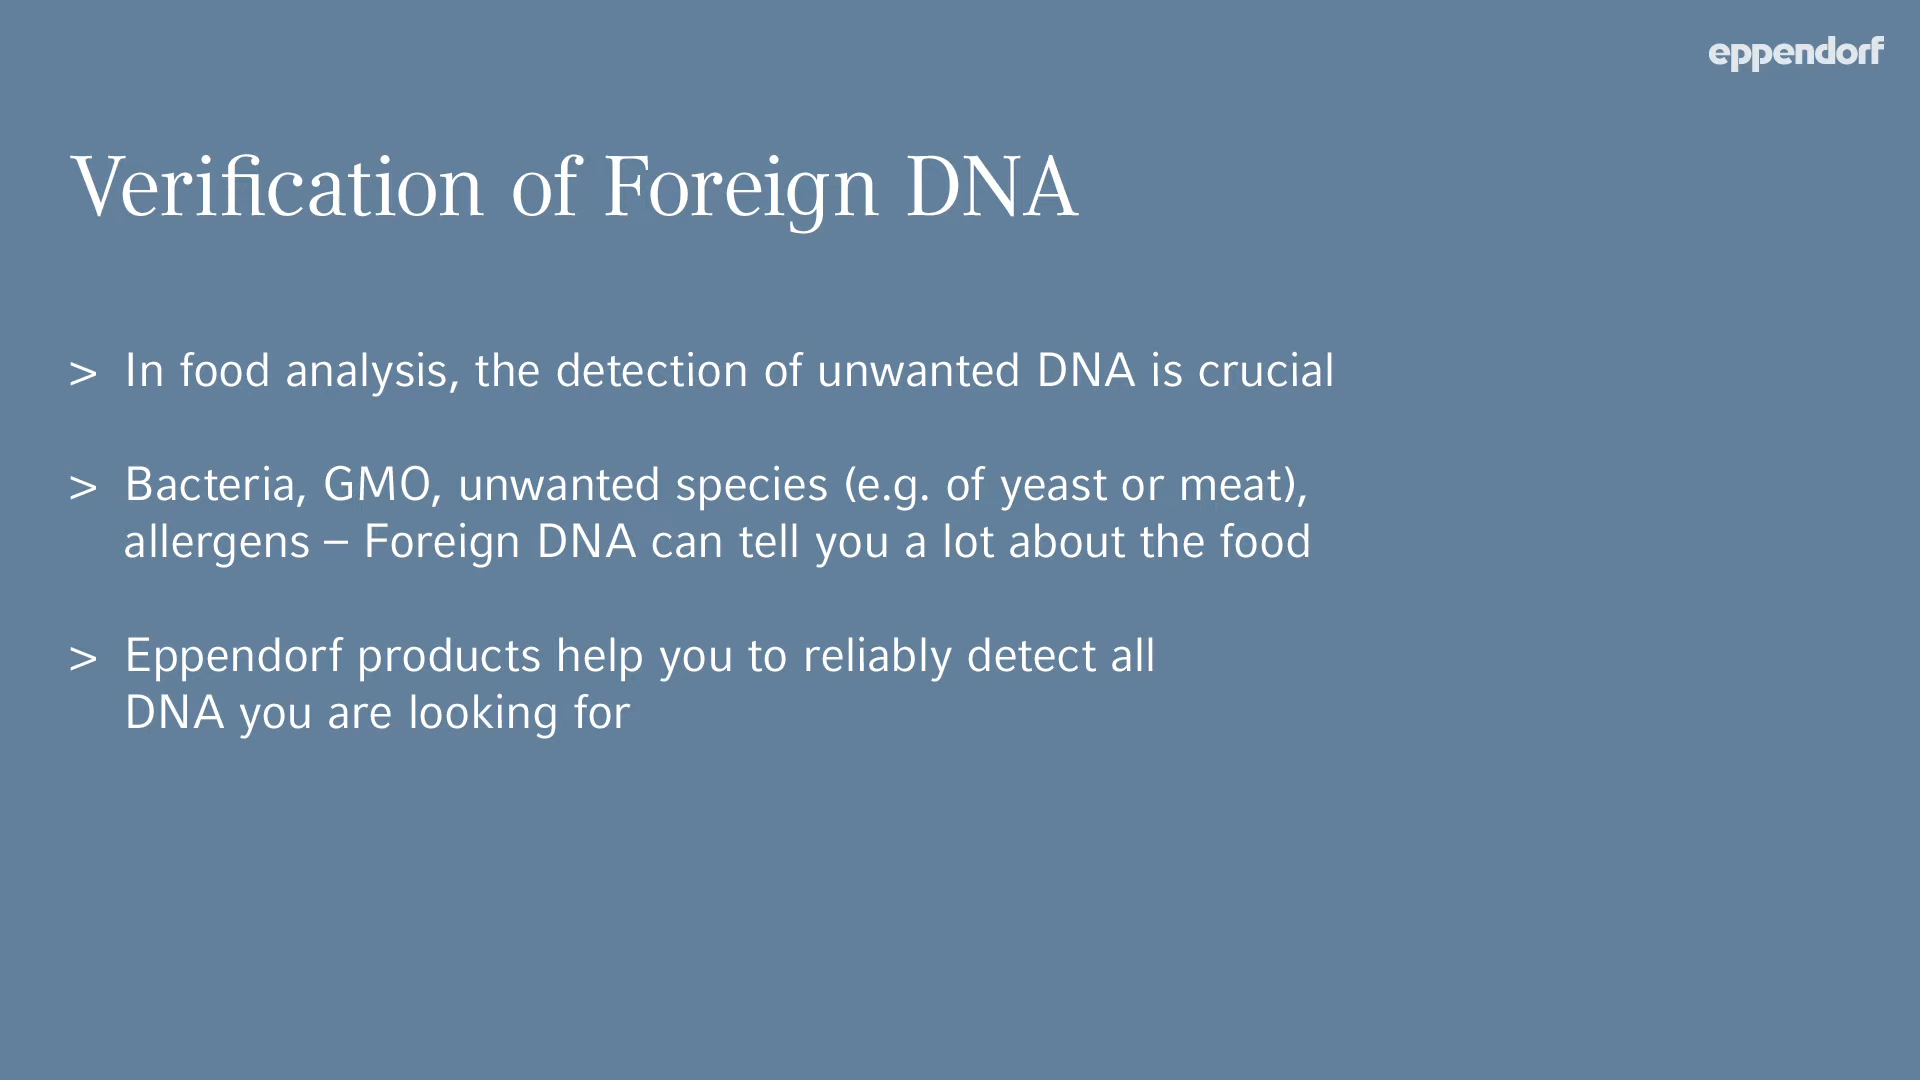 eppendorf
Verification of Foreign DNA
> In food analysis, the detection of unwanted DNA is crucial
> Bacteria, GMO, unwanted species (e.g. of yeast or meat),
allergens – Foreign DNA can tell you a lot about the food
> Eppendorf products help you to reliably detect all
DNA you are looking for